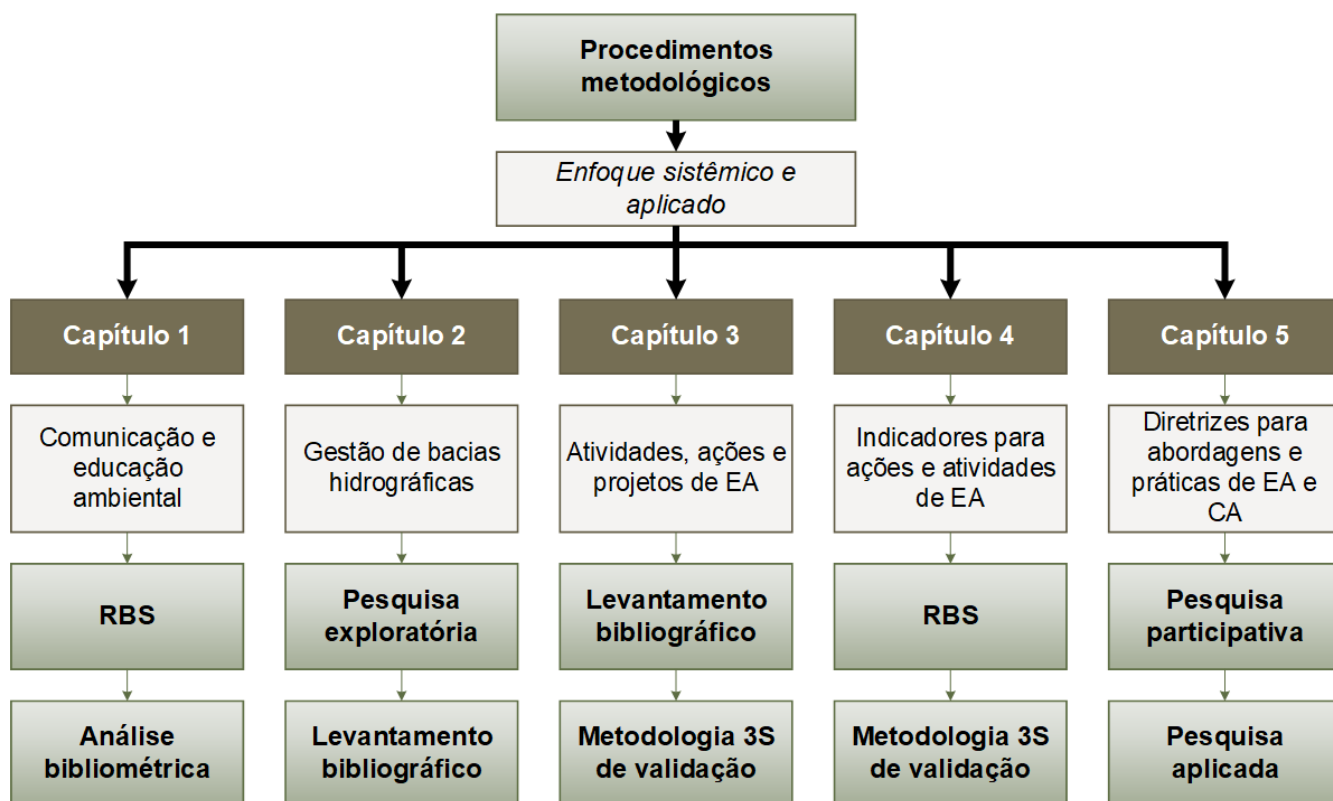 Procedimentos
metodológicos
Enfoque sistêmico e
aplicado
Capítulo 1
Capítulo 2
Capítulo 3
Capítulo 4
Capítulo 5
Comunicação e
educação
ambiental
Gestão de bacias
hidrográficas
Atividades, ações e
projetos de EA
Indicadores para
ações e atividades
de EA
Diretrizes para
abordagens e
práticas de EA e
CA
RBS
Pesquisa
exploratória
Levantamento
bibliográfico
RBS
Pesquisa
participativa
Análise
bibliométrica
Levantamento
bibliográfico
Metodologia 3S
de validação
Metodologia 3S
de validação
Pesquisa
aplicada